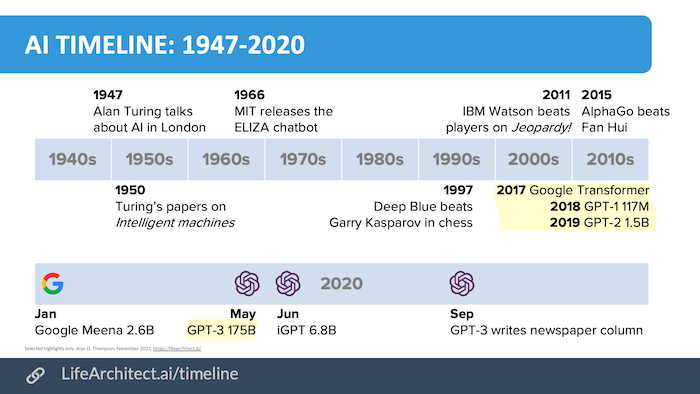 AI TIMELINE: 1947-2020
1947
Alan Turing talks
about AI in London
1966
MIT releases the
ELIZA chatbot
2011
IBM Watson beats
players on Jeopardy!
2015
AlphaGo beats
Fan Hui
1940s 1950s 1960s 1970s 1980s 1990s 2000s 2010s
1950
Turing's papers on
Intelligent machines
1997
Deep Blue beats
Garry Kasparov in chess
2017 Google Transformer
2018 GPT-1 117M
2019 GPT-2 1.5B
2020
Jan
Google Meena 2.6B
May
GPT-3 175B
Jun
iGPT 6.8B
Sep
GPT-3 writes newspaper column
Selected highlights only. Alan D. Thompson. November 2021. https://lifearchitect.ai/
LifeArchitect.ai/timeline